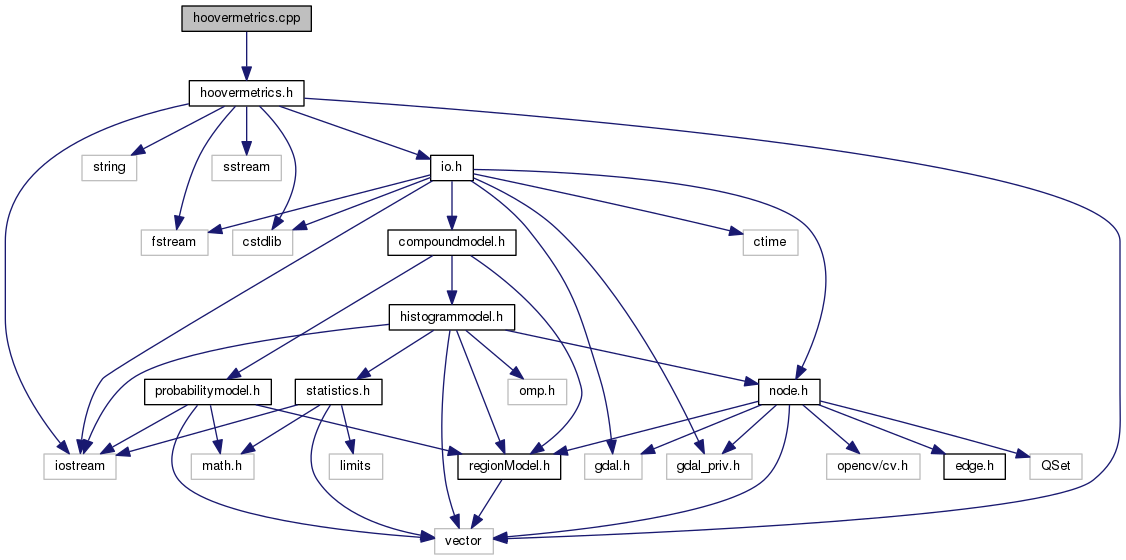 hoovermetrics.cpp
hoovermetrics.h
string
sstream
io.h
fstream
cstdlib
compoundmodel.h
ctime
histogrammodel.h
probabilitymodel.h
statistics.h
omp.h
node.h
iostream
math.h
limits
regionModel.h
gdal.h
gdal_priv.h
opencv/cv.h
edge.h
QSet
vector